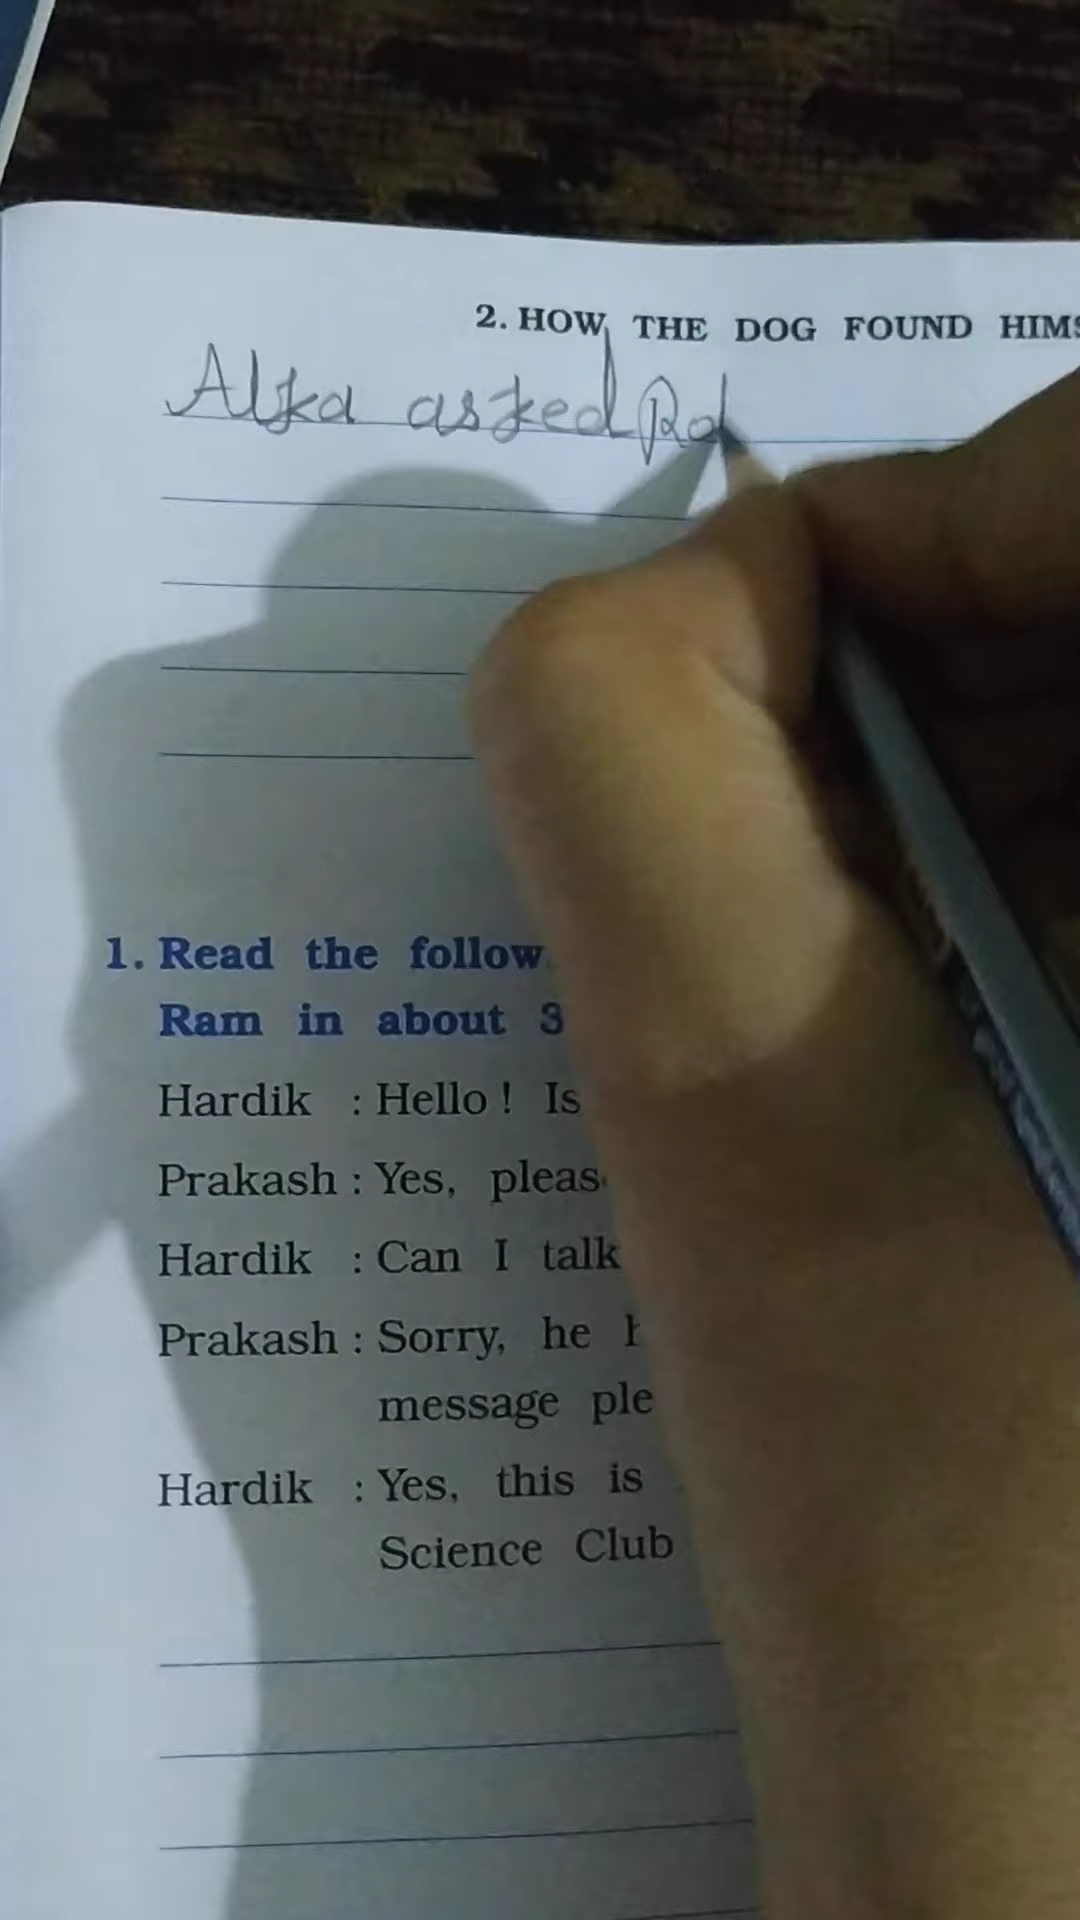 2. HOW THE DOG FOUND HIMS
Alka asked
1. Read the follow
Ram in about 3
Hardik : Hello ! Is
Prakash : Yes, pleas
Hardik : Can I talk
Prakash : Sorry, he
message ple
Hardik : Yes, this is
Science Club